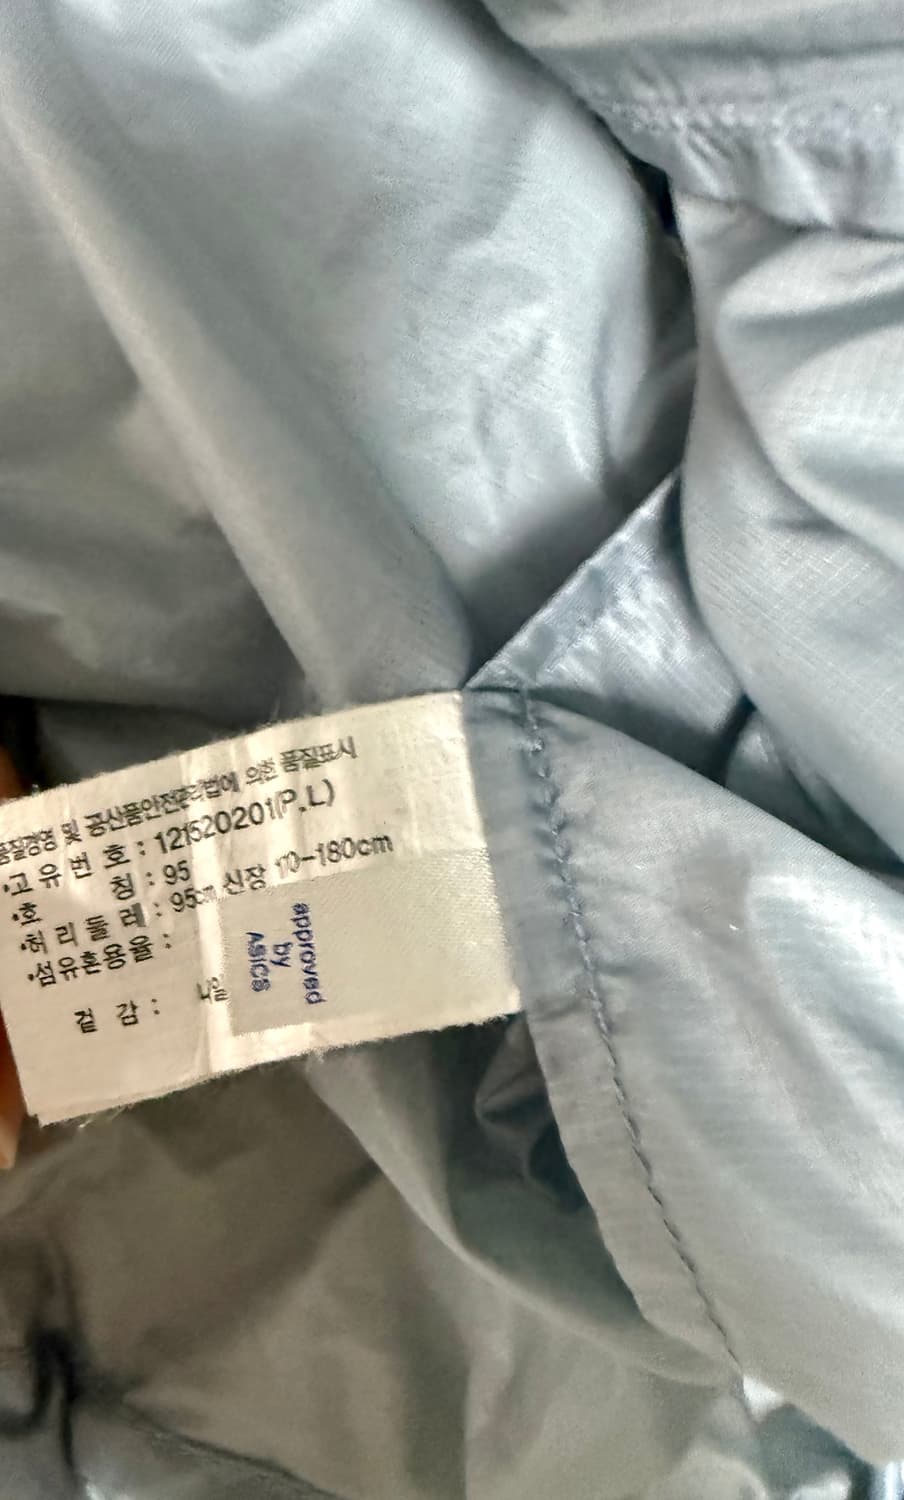 품질경영 및 공산품안전관리법에 의한 품질표시
•고유번호 : 121520201(P.L)
•호 칭 : 95
•허리둘레 : 95cm 신장 170-180cm
•섬유혼용율 :
겉감 : 나일
approved
by
ASICS